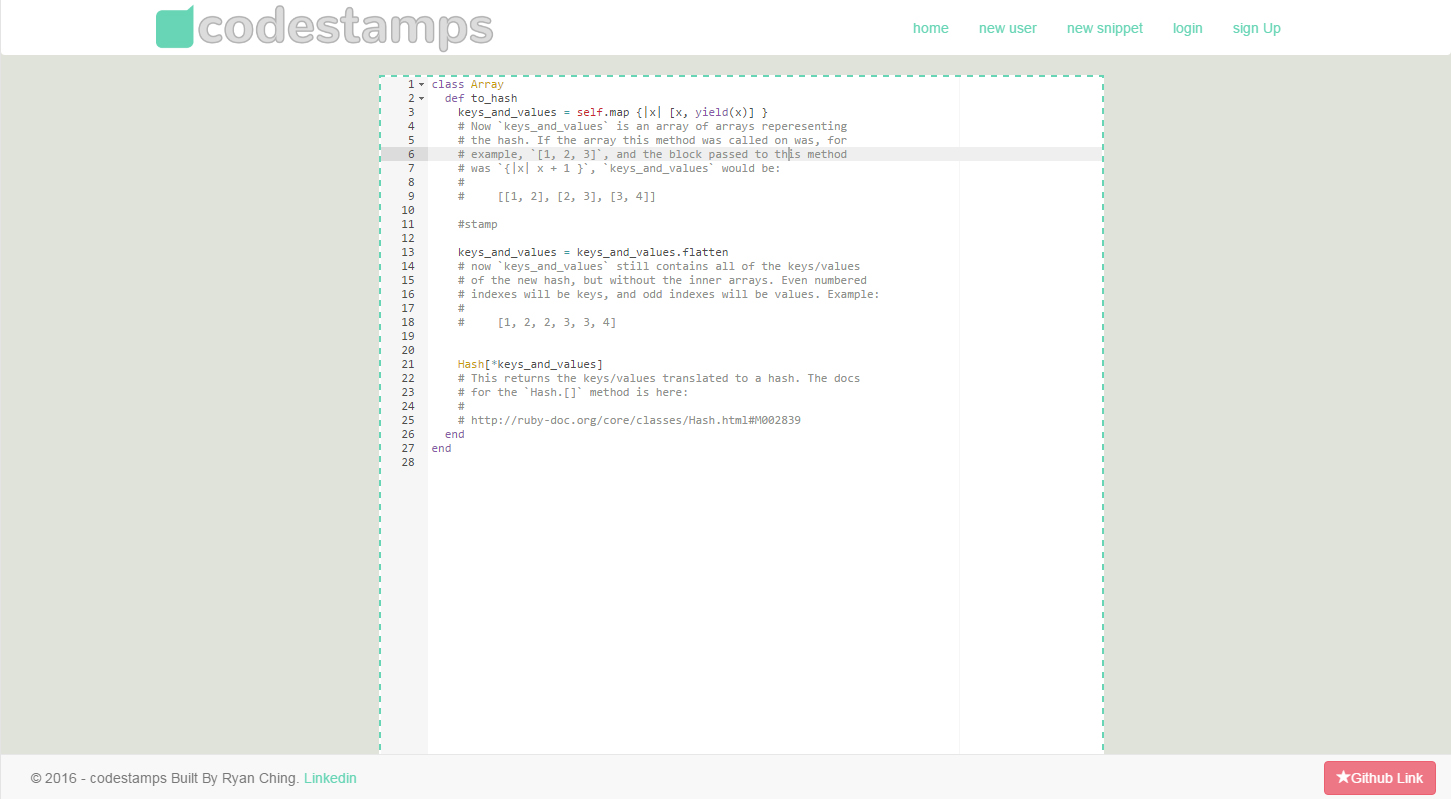 codestamps
home new user new snippet login sign Up
1 class Array
2   def to_hash
3     keys_and_values = self.map {|x| [x, yield(x)] }
4     # Now `keys_and_values` is an array of arrays reperesenting
5     # the hash. If the array this method was called on was, for
6     # example, `[1, 2, 3]`, and the block passed to this method
7     # was `{|x| x + 1 }`, `keys_and_values` would be:
8     #
9     #     [[1, 2], [2, 3], [3, 4]]
10
11     #stamp
12
13     keys_and_values = keys_and_values.flatten
14     # now `keys_and_values` still contains all of the keys/values
15     # of the new hash, but without the inner arrays. Even numbered
16     # indexes will be keys, and odd indexes will be values. Example:
17     #
18     #     [1, 2, 2, 3, 3, 4]
19
20
21     Hash[*keys_and_values]
22     # This returns the keys/values translated to a hash. The docs
23     # for the `Hash.[]` method is here:
24     #
25     # http://ruby-doc.org/core/classes/Hash.html#M002839
26   end
27 end
28
© 2016 - codestamps Built By Ryan Ching. Linkedin
★Github Link